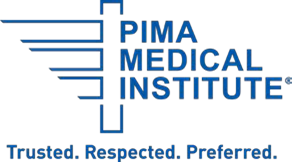 PIMA
MEDICAL
INSTITUTE®
Trusted. Respected. Preferred.